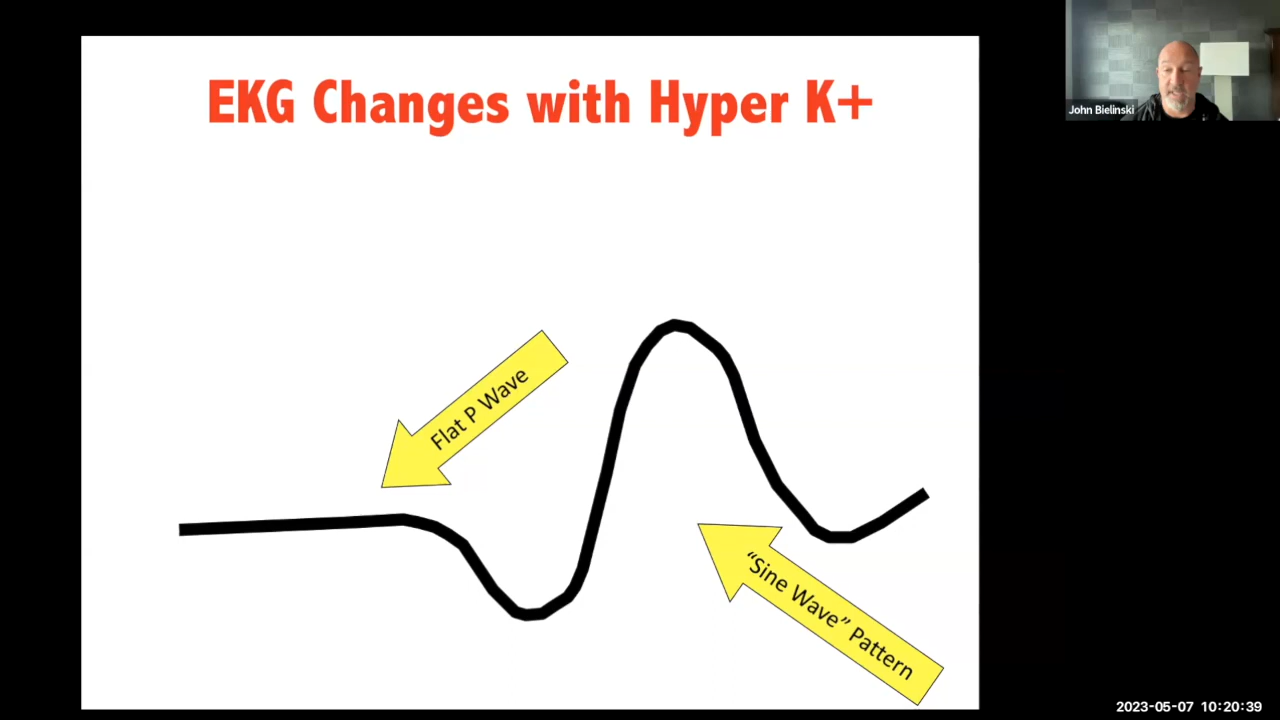 EKG Changes with Hyper K+
John Bielinski
Flat P Wave
“Sine Wave” Pattern
2023-05-07 10:20:39